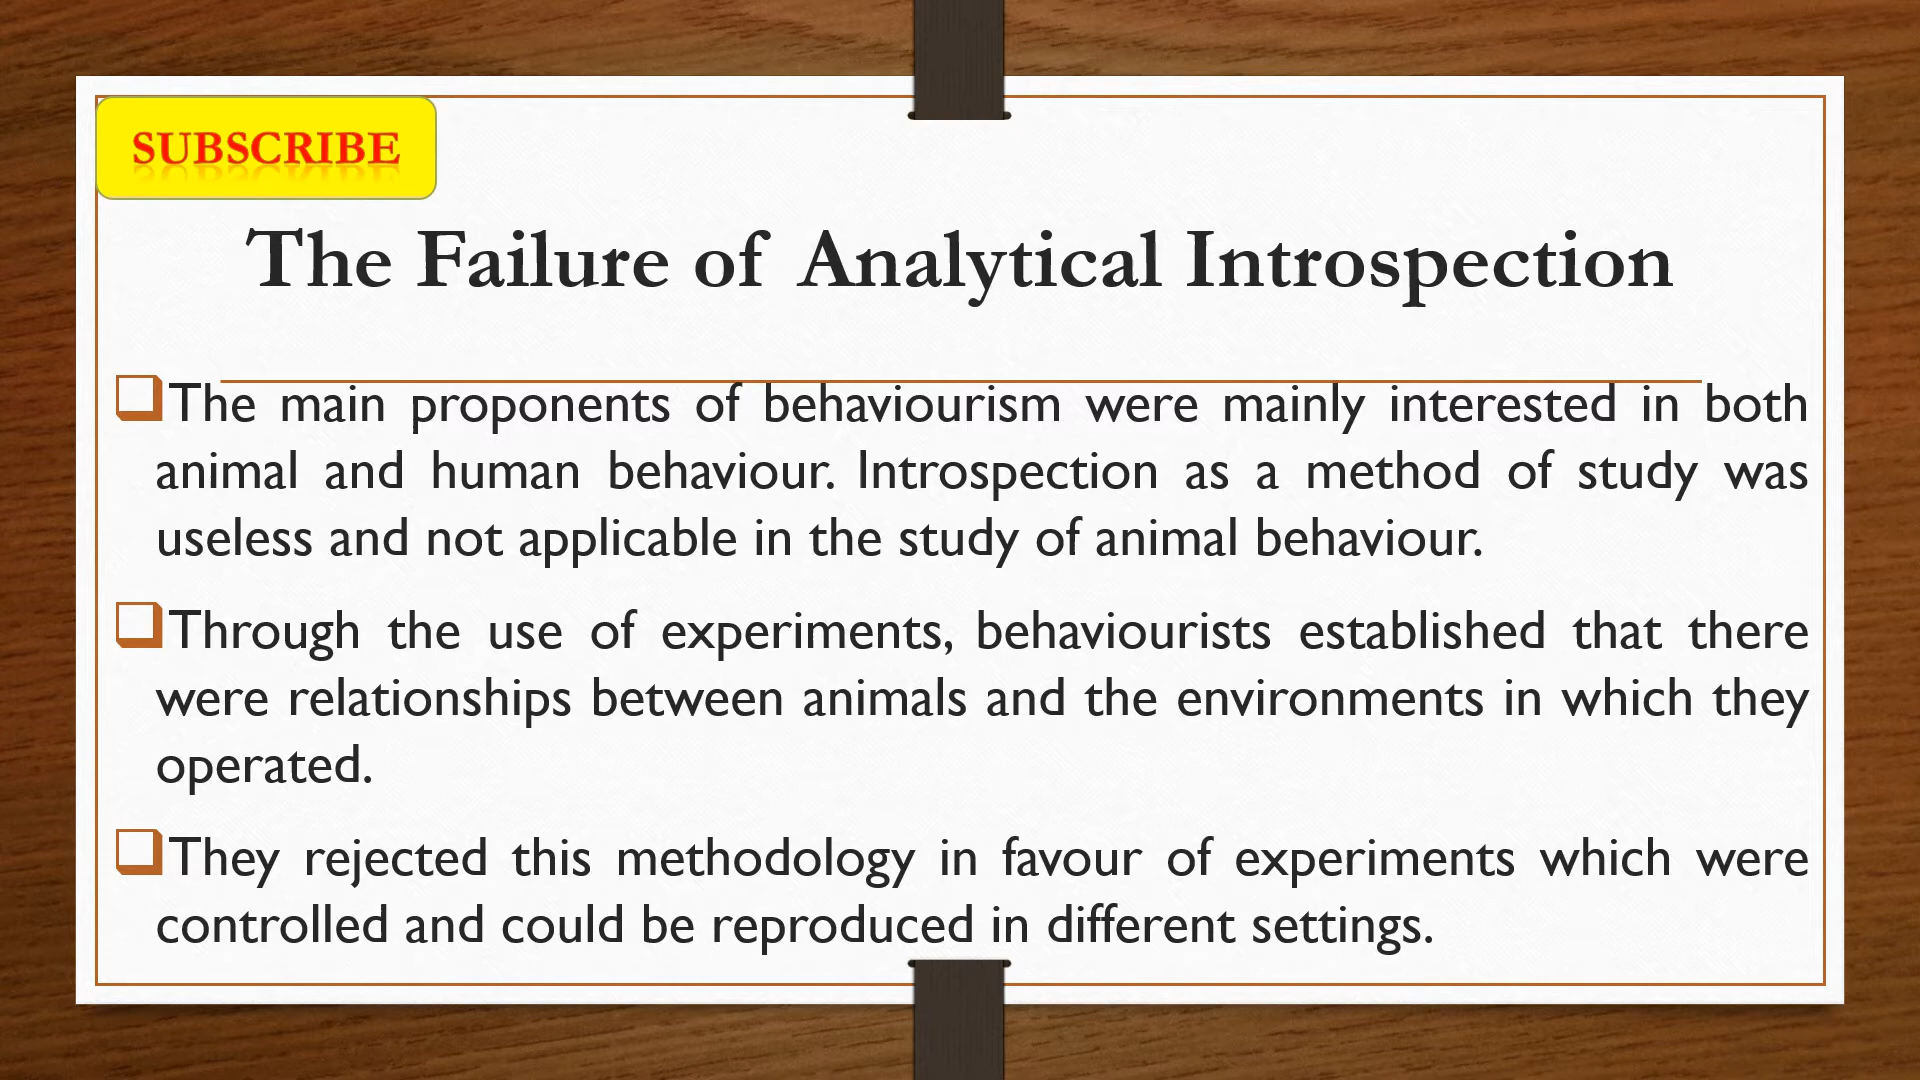 SUBSCRIBE
The Failure of Analytical Introspection
The main proponents of behaviourism were mainly interested in both
animal and human behaviour. Introspection as a method of study was
useless and not applicable in the study of animal behaviour.
Through the use of experiments, behaviourists established that there
were relationships between animals and the environments in which they
operated.
They rejected this methodology in favour of experiments which were
controlled and could be reproduced in different settings.